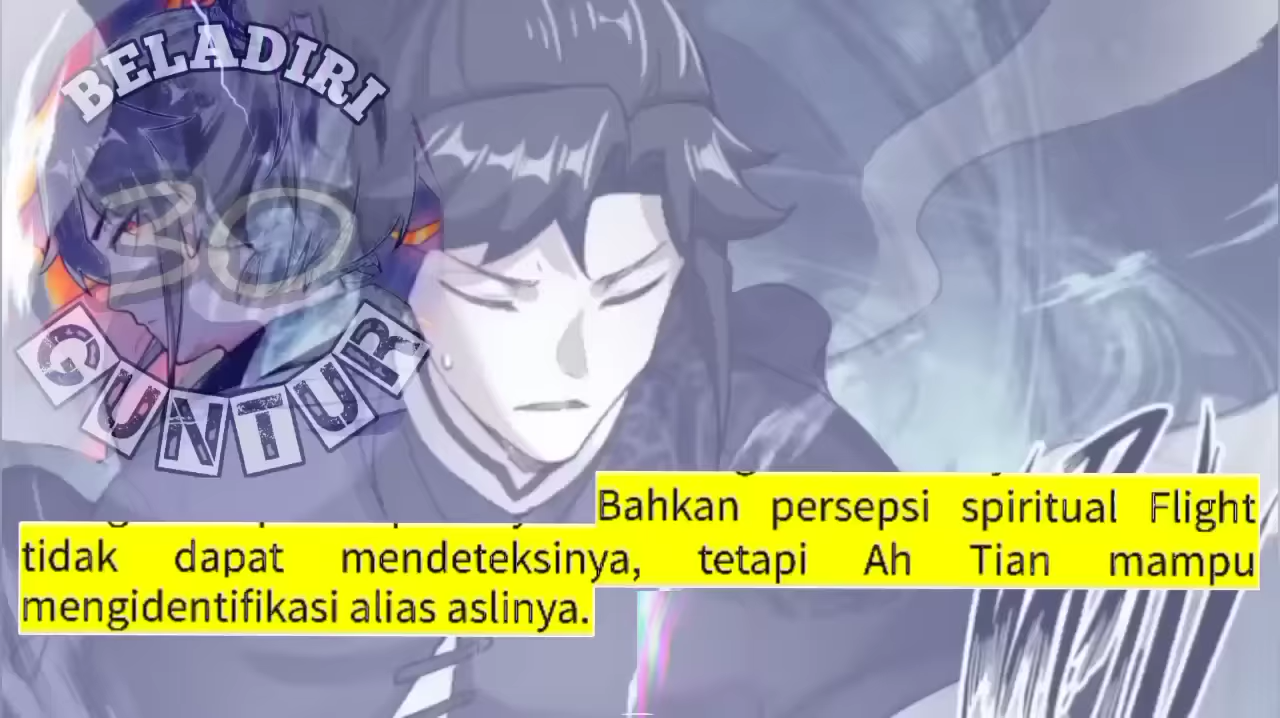 BELADIRI
30
GUNTUR
Bahkan persepsi spiritual Flight
tidak dapat mendeteksinya, tetapi Ah Tian mampu
mengidentifikasi alias aslinya.